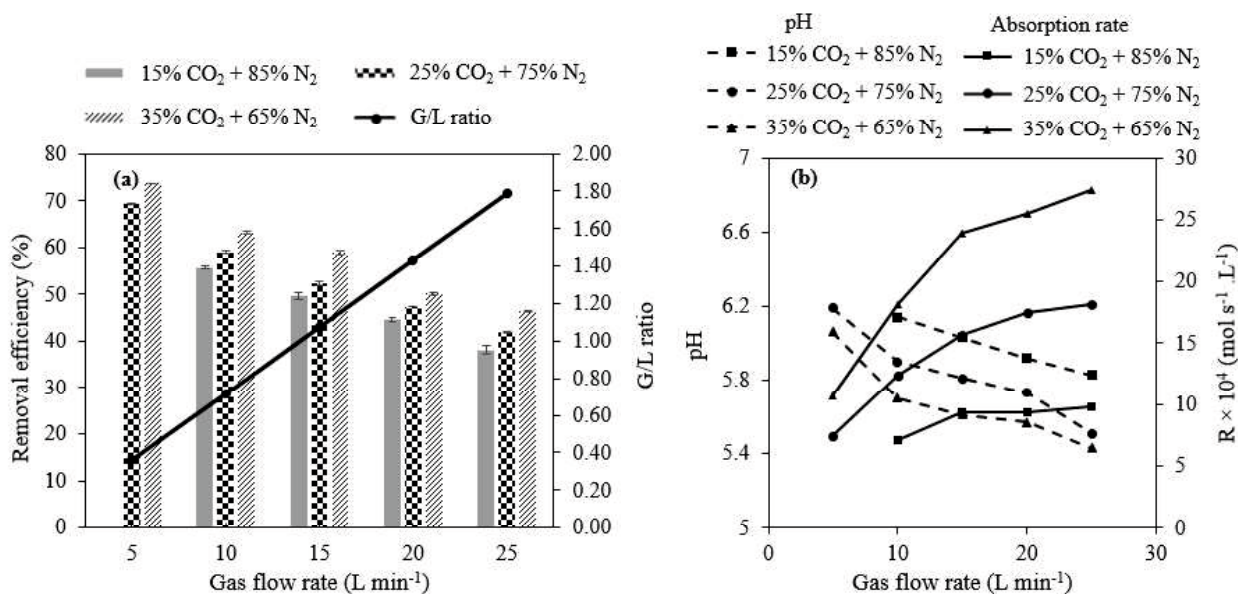 15% CO₂ + 85% N₂
25% CO₂ + 75% N₂
35% CO₂ + 65% N₂
G/L ratio
(a)
Removal efficiency (%)
80
70
60
50
40
30
20
10
0
2.00
1.80
1.60
1.40
1.20
1.00
0.80
0.60
0.40
0.20
0.00
G/L ratio
5 10 15 20 25
Gas flow rate (L min⁻¹)
pH
15% CO₂ + 85% N₂
25% CO₂ + 75% N₂
35% CO₂ + 65% N₂
Absorption rate
15% CO₂ + 85% N₂
25% CO₂ + 75% N₂
35% CO₂ + 65% N₂
(b)
pH
7
6.6
6.2
5.8
5.4
5
30
25
20
15
10
5
0
R × 10⁴ (mol s⁻¹ .L⁻¹)
0 10 20 30
Gas flow rate (L min⁻¹)